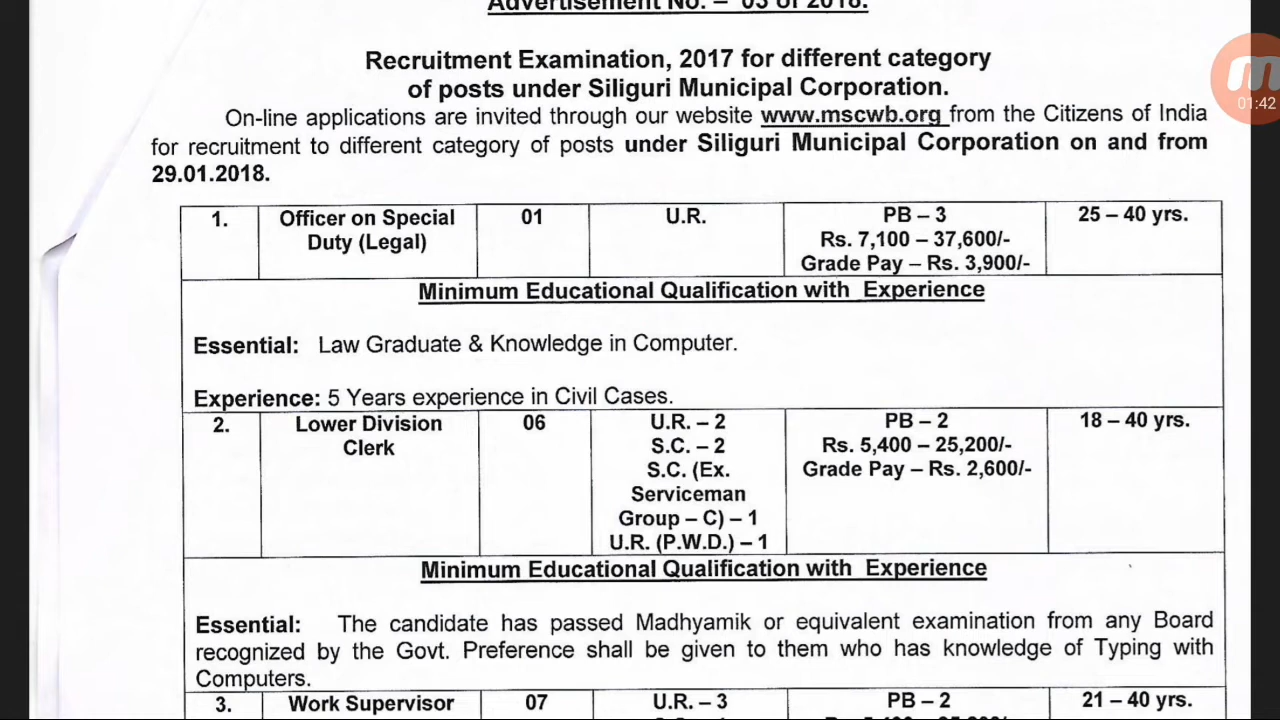 Advertisement No. – 03 of 2018.
Recruitment Examination, 2017 for different category
of posts under Siliguri Municipal Corporation.
On-line applications are invited through our website www.mscwb.org from the Citizens of India
for recruitment to different category of posts under Siliguri Municipal Corporation on and from
29.01.2018.
01:42
1. Officer on Special Duty (Legal) 01 U.R. PB – 3 Rs. 7,100 – 37,600/- Grade Pay – Rs. 3,900/- 25 – 40 yrs.
Minimum Educational Qualification with Experience
Essential: Law Graduate & Knowledge in Computer.
Experience: 5 Years experience in Civil Cases.
2. Lower Division Clerk 06 U.R. – 2 S.C. – 2 S.C. (Ex. Serviceman Group – C) – 1 U.R. (P.W.D.) – 1 PB – 2 Rs. 5,400 – 25,200/- Grade Pay – Rs. 2,600/- 18 – 40 yrs.
Minimum Educational Qualification with Experience
Essential: The candidate has passed Madhyamik or equivalent examination from any Board
recognized by the Govt. Preference shall be given to them who has knowledge of Typing with
Computers.
3. Work Supervisor 07 U.R. – 3 PB – 2 21 – 40 yrs.